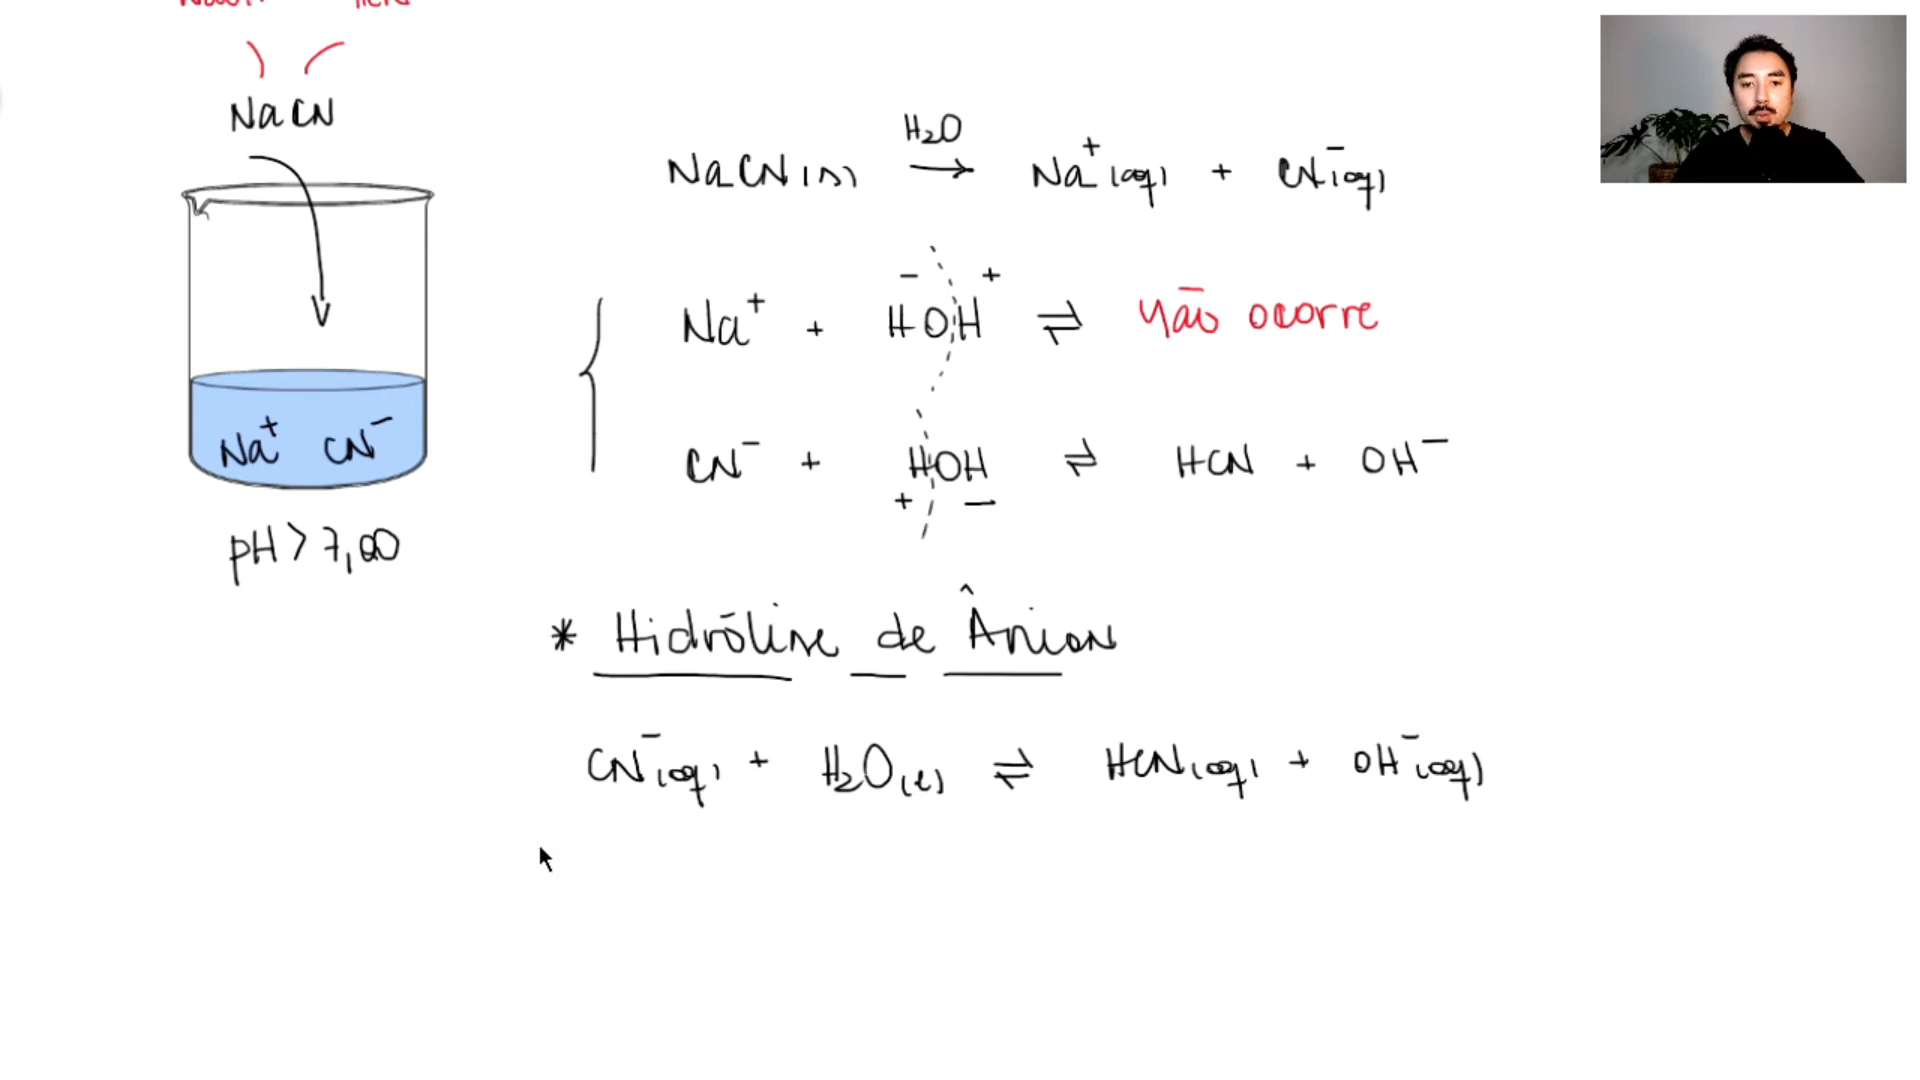 NaCN
NaCN(s) →H₂O Na⁺(aq) + CN⁻(aq)
Na⁺ + HOH ⇌ não ocorre
− +
CN⁻ + HOH ⇌ HCN + OH⁻
+ −
Na⁺ CN⁻
pH > 7,00
* Hidrólise de Ânion
CN⁻(aq) + H₂O(l) ⇌ HCN(aq) + OH⁻(aq)